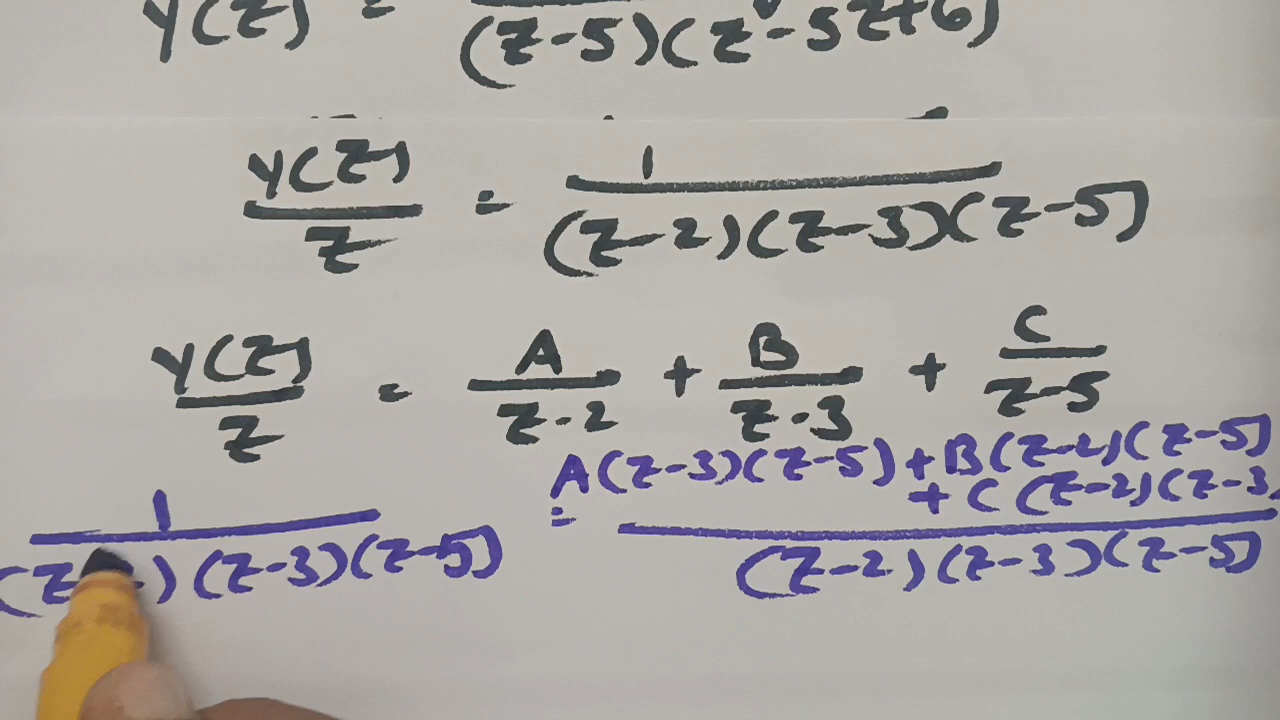 y(z) =
(z-5)(z²-5z+6)
y(z)/z = 1/(z-2)(z-3)(z-5)
y(z)/z = A/z-2 + B/z-3 + C/z-5
1/(z )(z-3)(z-5) = A(z-3)(z-5)+B(z-2)(z-5)
+ C(z-2)(z-3
(z-2)(z-3)(z-5)